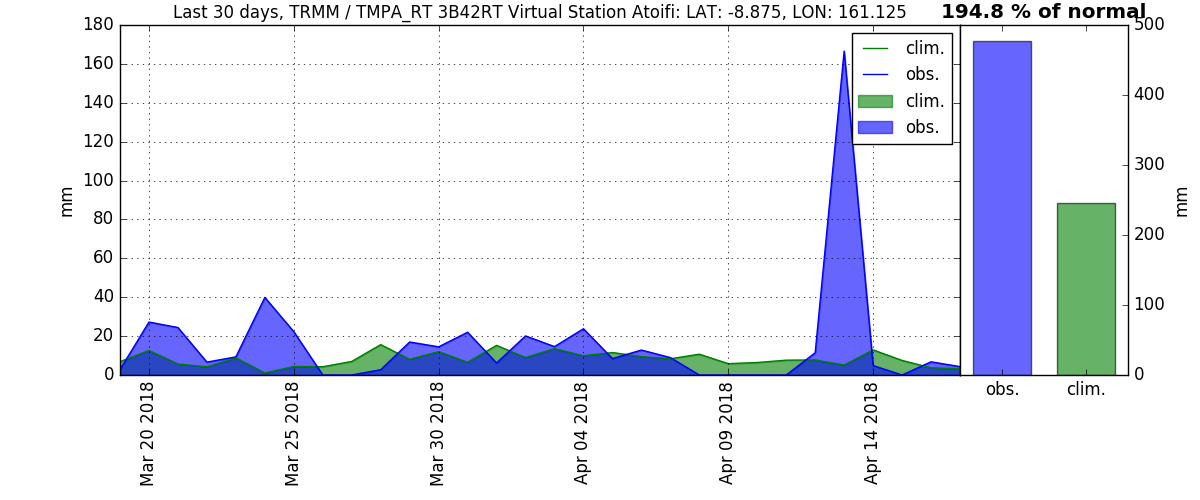 Last 30 days, TRMM / TMPA_RT 3B42RT Virtual Station Atoifi: LAT: -8.875, LON: 161.125
194.8 % of normal
180
160
140
120
100
80
60
40
20
0
mm
clim.
obs.
clim.
obs.
500
400
300
200
100
0
mm
Mar 20 2018
Mar 25 2018
Mar 30 2018
Apr 04 2018
Apr 09 2018
Apr 14 2018
obs.
clim.